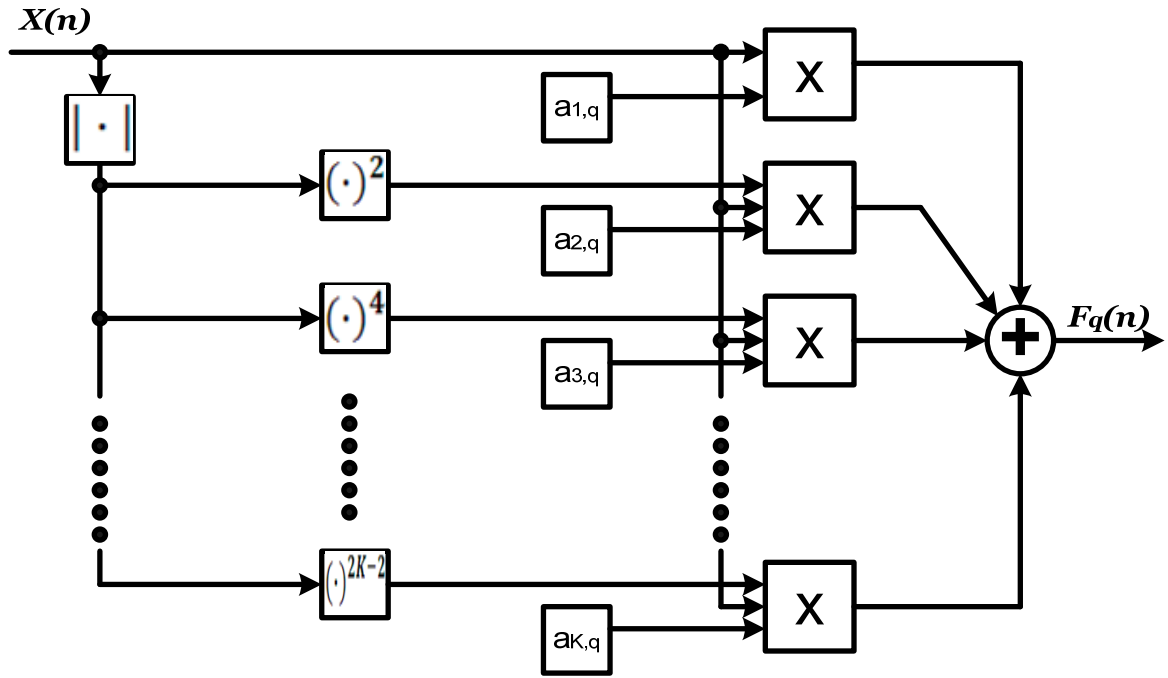 X(n)
X
a1,q
| · |
(·)²
X
a2,q
(·)⁴
X
a3,q
+
Fq(n)
(·)²ᴷ⁻²
X
aK,q